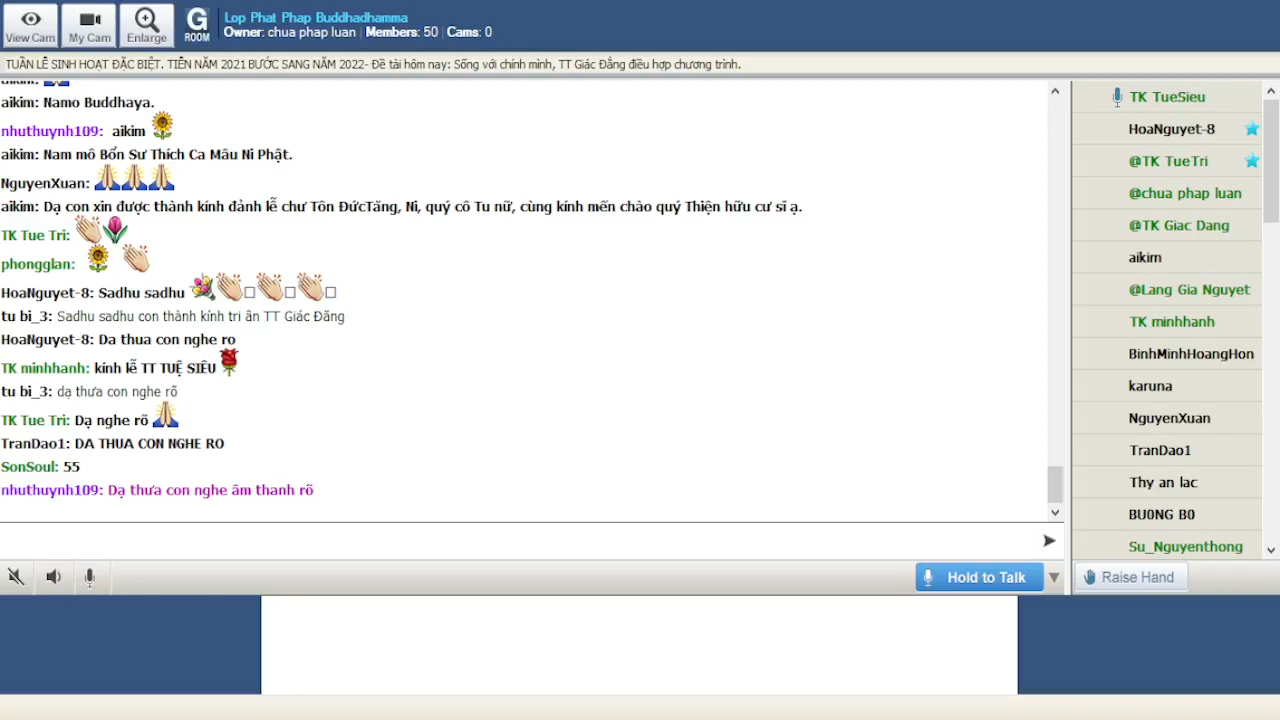 View Cam
My Cam
Enlarge
G
ROOM
Lop Phat Phap Buddhadhamma
Owner: chua phap luan | Members: 50 | Cams: 0
TUẦN LỄ SINH HOẠT ĐẶC BIỆT. TIỄN NĂM 2021 BƯỚC SANG NĂM 2022- Đề tài hôm nay: Sống với chính mình, TT Giác Đẳng điều hợp chương trình.
aikim:
aikim: Namo Buddhaya.
nhuthuynh109: aikim
aikim: Nam mô Bổn Sư Thích Ca Mâu Ni Phật.
NguyenXuan:
aikim: Dạ con xin được thành kính đảnh lễ chư Tôn ĐứcTăng, Ni, quý cô Tu nữ, cùng kính mến chào quý Thiện hữu cư sĩ ạ.
TK Tue Tri:
phongglan:
HoaNguyet-8: Sadhu sadhu
tu bi_3: Sadhu sadhu con thành kính tri ân TT Giác Đăng
HoaNguyet-8: Da thua con nghe ro
TK minhhanh: kính lễ TT TUỆ SIÊU
tu bi_3: dạ thưa con nghe rõ
TK Tue Tri: Dạ nghe rõ
TranDao1: DA THUA CON NGHE RO
SonSoul: 55
nhuthuynh109: Dạ thưa con nghe âm thanh rõ
Hold to Talk
TK TueSieu
HoaNguyet-8
@TK TueTri
@chua phap luan
@TK Giac Dang
aikim
@Lang Gia Nguyet
TK minhhanh
BinhMinhHoangHon
karuna
NguyenXuan
TranDao1
Thy an lac
BU0NG B0
Su_Nguyenthong
Raise Hand